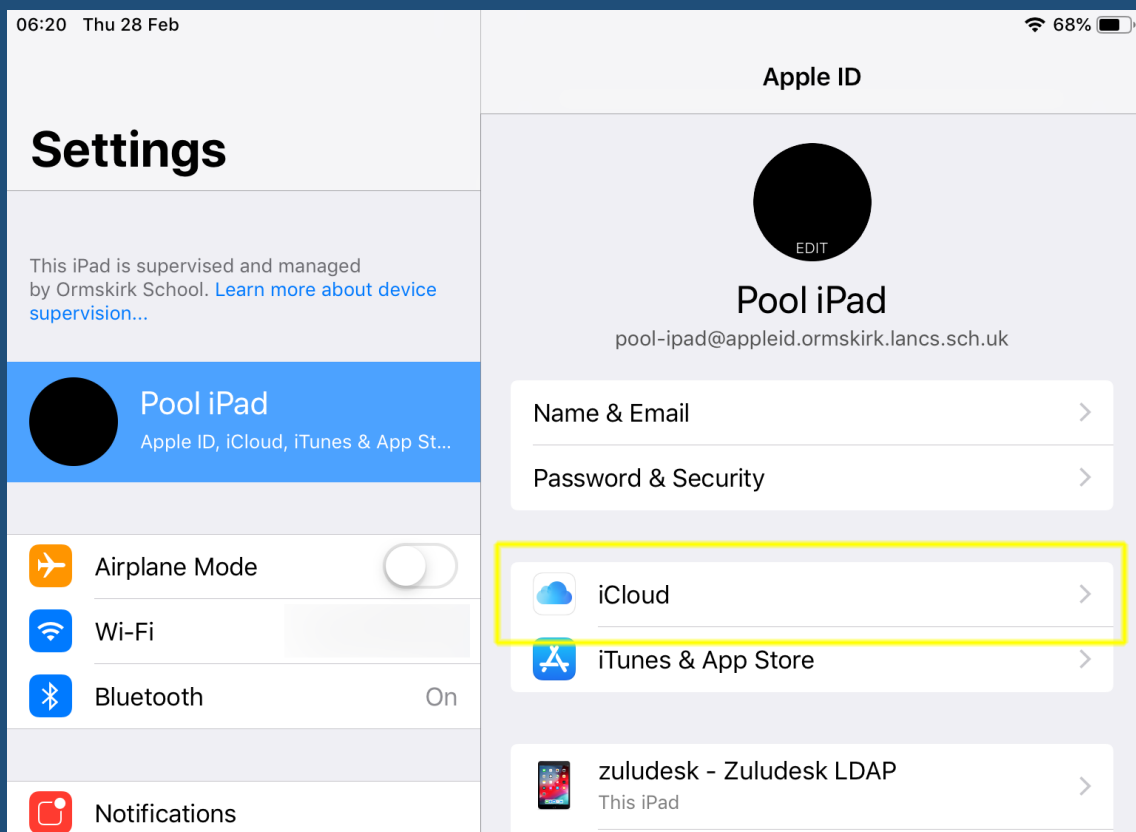 06:20 Thu 28 Feb
68%
Settings
This iPad is supervised and managed
by Ormskirk School. Learn more about device
supervision...
Pool iPad
Apple ID, iCloud, iTunes & App St...
Airplane Mode
Wi-Fi
Bluetooth On
Notifications
Apple ID
EDIT
Pool iPad
pool-ipad@appleid.ormskirk.lancs.sch.uk
Name & Email
Password & Security
iCloud
iTunes & App Store
zuludesk - Zuludesk LDAP
This iPad